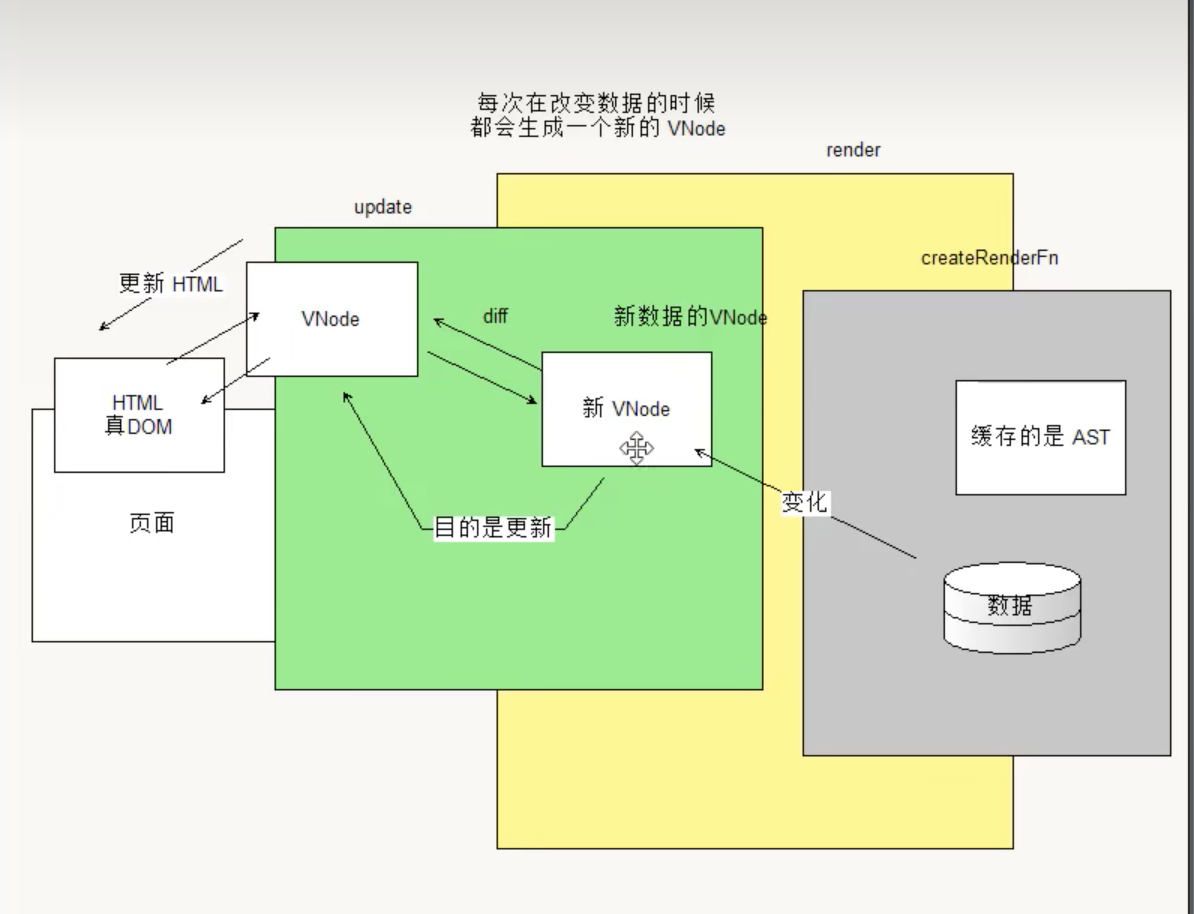 每次在改变数据的时候
都会生成一个新的 VNode
render
update
createRenderFn
更新 HTML
VNode
diff
新数据的VNode
HTML
真DOM
新 VNode
缓存的是 AST
变化
页面
目的是更新
数据